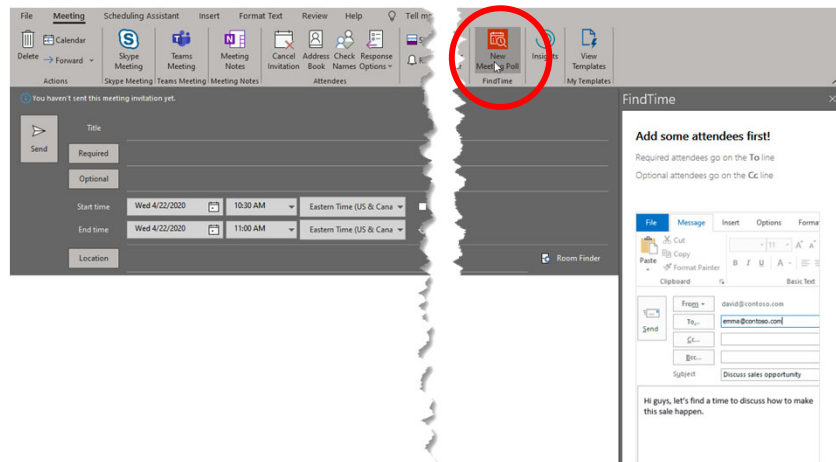 File Meeting Scheduling Assistant Insert Format Text Review Help Tell
Delete
Calendar
Forward
Skype Meeting
Teams Meeting
Meeting Notes
Cancel Invitation
Address Book
Check Names
Response Options
New Meeting Poll
Insights
View Templates
Actions Skype Meeting Teams Meeting Meeting Notes Attendees FindTime My Templates
You haven't sent this meeting invitation yet.
Send
Title
Required
Optional
Start time Wed 4/22/2020 10:30 AM Eastern Time (US & Cana
End time Wed 4/22/2020 11:00 AM Eastern Time (US & Cana
Location Room Finder
FindTime
Add some attendees first!
Required attendees go on the To line
Optional attendees go on the Cc line
File Message Insert Options Forma
Paste
Cut
Copy
Format Painter
11 A A
B I U A
Clipboard Basic Text
Send
From david@contoso.com
To... emma@contoso.com
Cc...
Bcc...
Subject Discuss sales opportunity
Hi guys, let's find a time to discuss how to make
this sale happen.